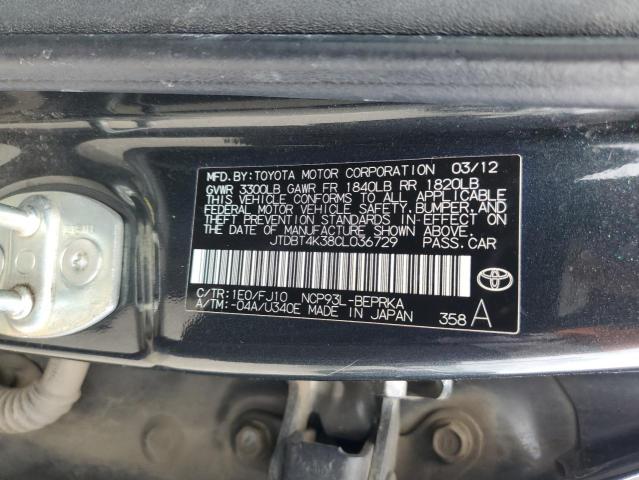 MFD. BY: TOYOTA MOTOR CORPORATION 03/12
GVWR 3300LB GAWR FR 1840LB RR 1820LB
THIS VEHICLE CONFORMS TO ALL APPLICABLE
FEDERAL MOTOR VEHICLE SAFETY, BUMPER, AND
THEFT PREVENTION STANDARDS IN EFFECT ON
THE DATE OF MANUFACTURE SHOWN ABOVE.
JTDBT4K38CL036729 PASS. CAR
C/TR: 1E0/FJ10 NCP93L-BEPRKA
A/TM: -04A/U340E MADE IN JAPAN 358 A